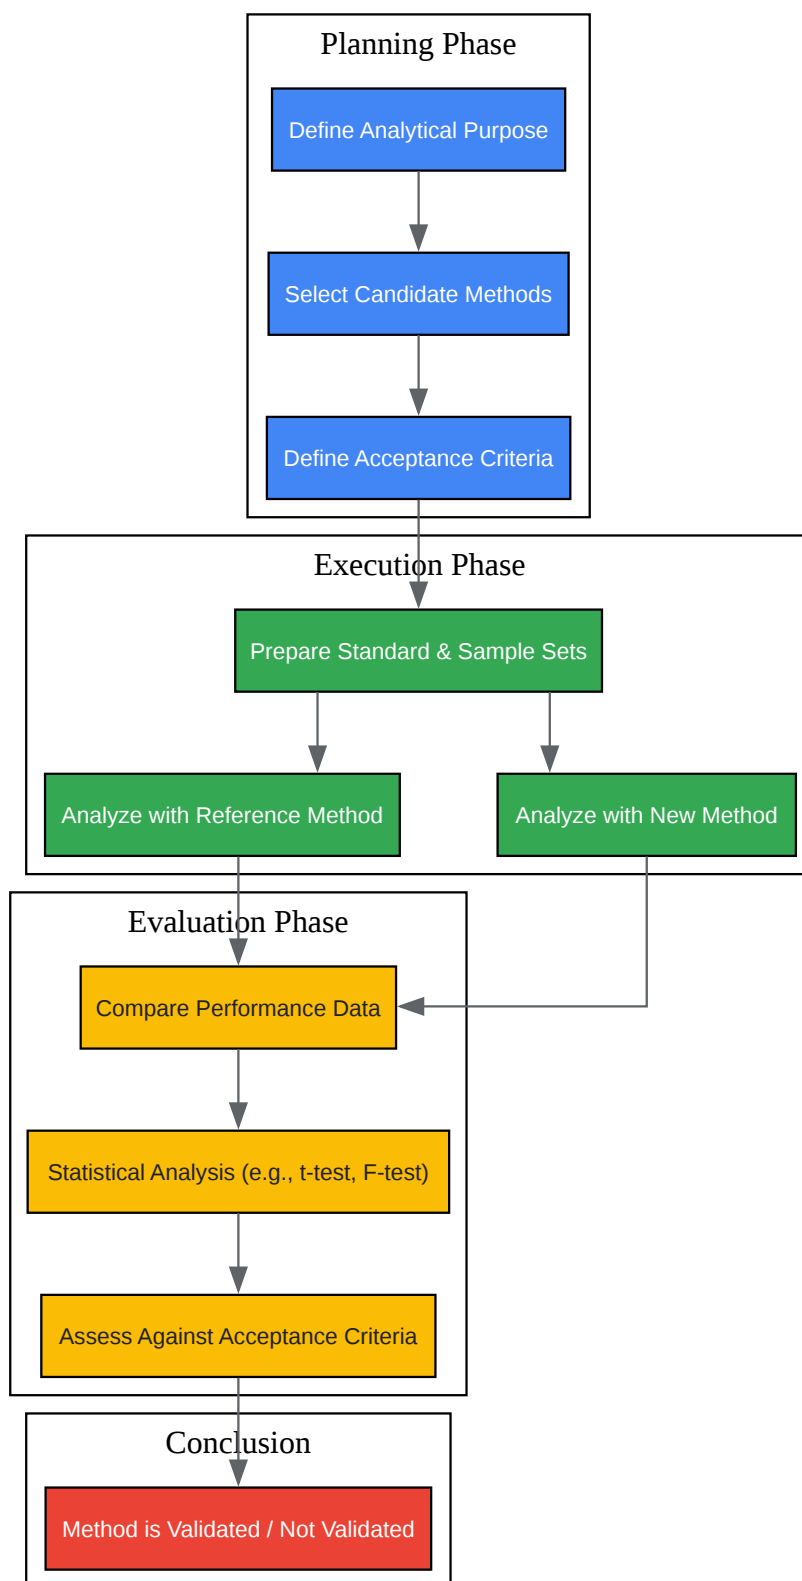 Planning Phase
Define Analytical Purpose
Select Candidate Methods
Define Acceptance Criteria
Execution Phase
Prepare Standard & Sample Sets
Analyze with Reference Method
Analyze with New Method
Evaluation Phase
Compare Performance Data
Statistical Analysis (e.g., t-test, F-test)
Assess Against Acceptance Criteria
Conclusion
Method is Validated / Not Validated